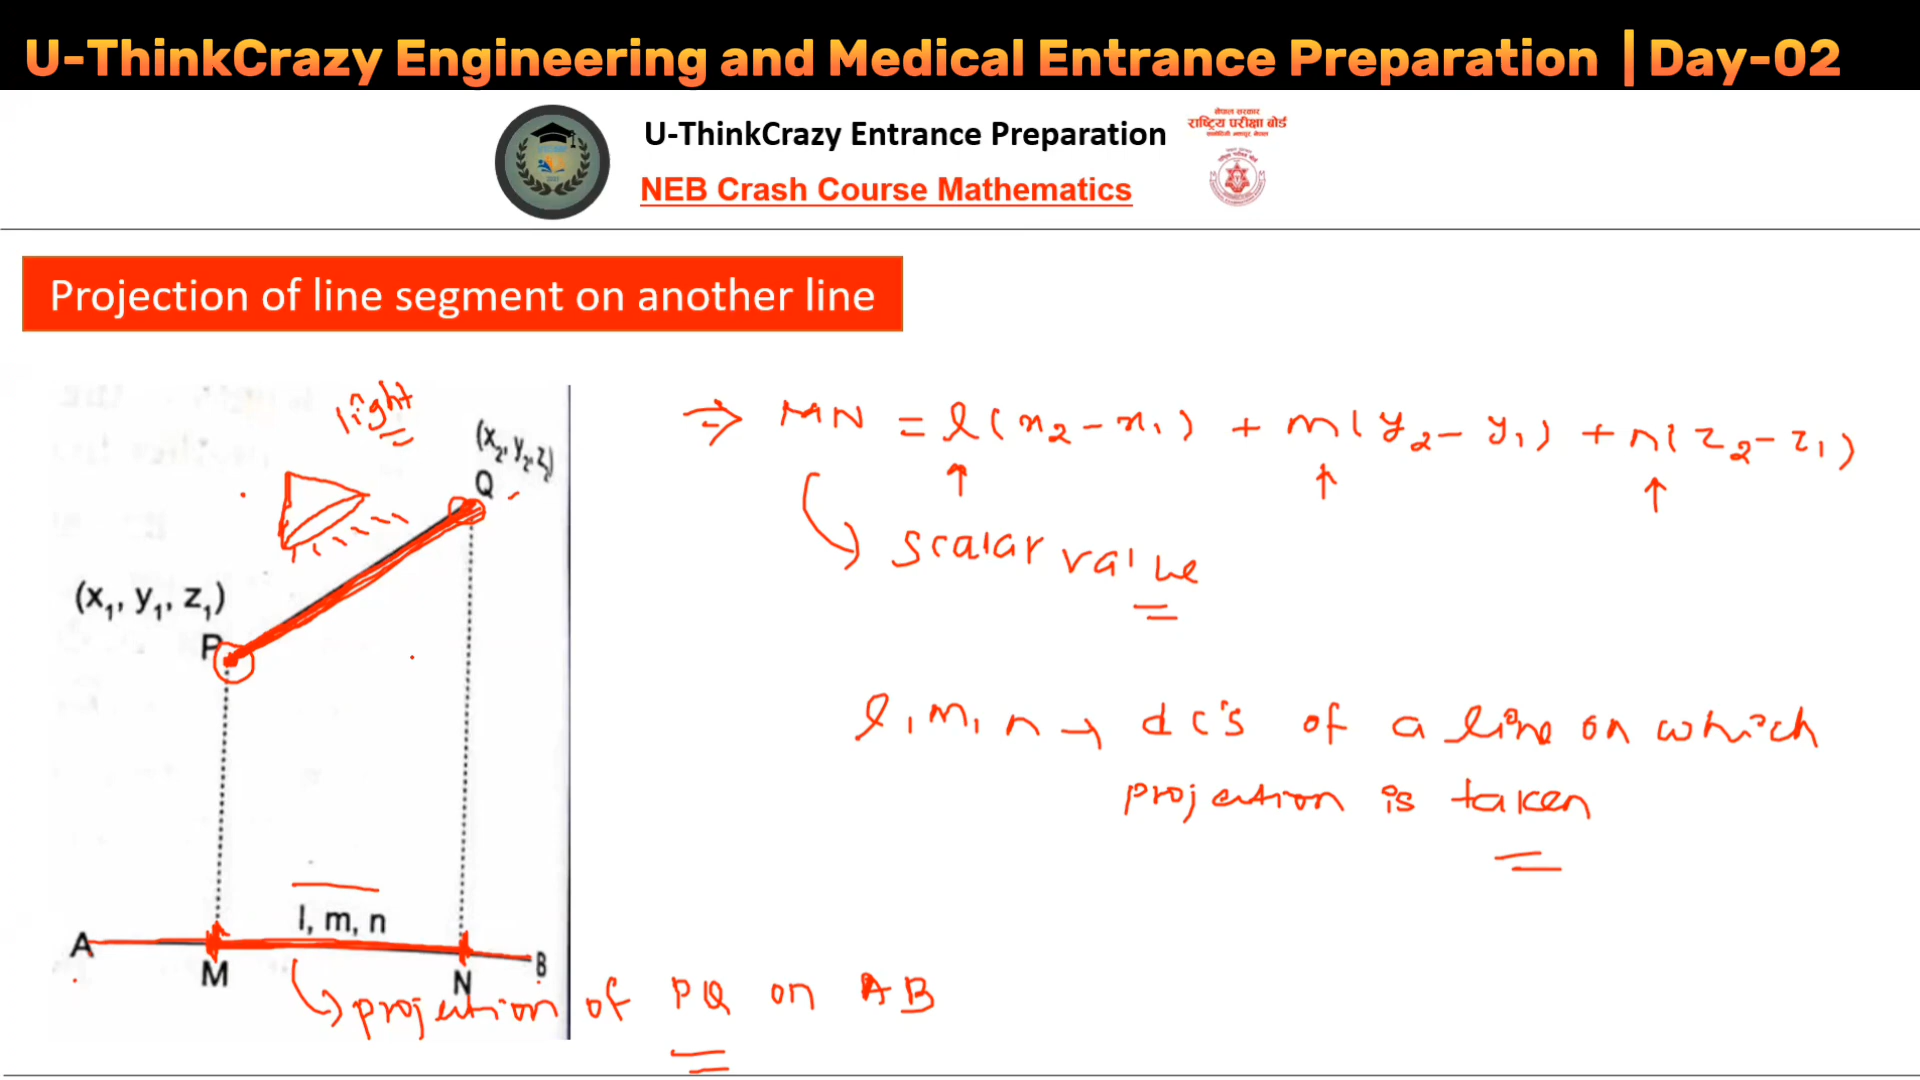 U-ThinkCrazy Engineering and Medical Entrance Preparation | Day-02
U-ThinkCrazy Entrance Preparation
NEB Crash Course Mathematics
नेपाल सरकार
राष्ट्रिय परीक्षा बोर्ड
Projection of line segment on another line
light
(x₂, y₂, z₂)
Q
(x₁, y₁, z₁)
P
l, m, n
A
M
N
B
projection of PQ on AB
⇒ MN = l(x₂ - x₁) + m(y₂ - y₁) + n(z₂ - z₁)
↑ ↑ ↑
scalar value
l, m, n → dc's of a line on which
projection is taken